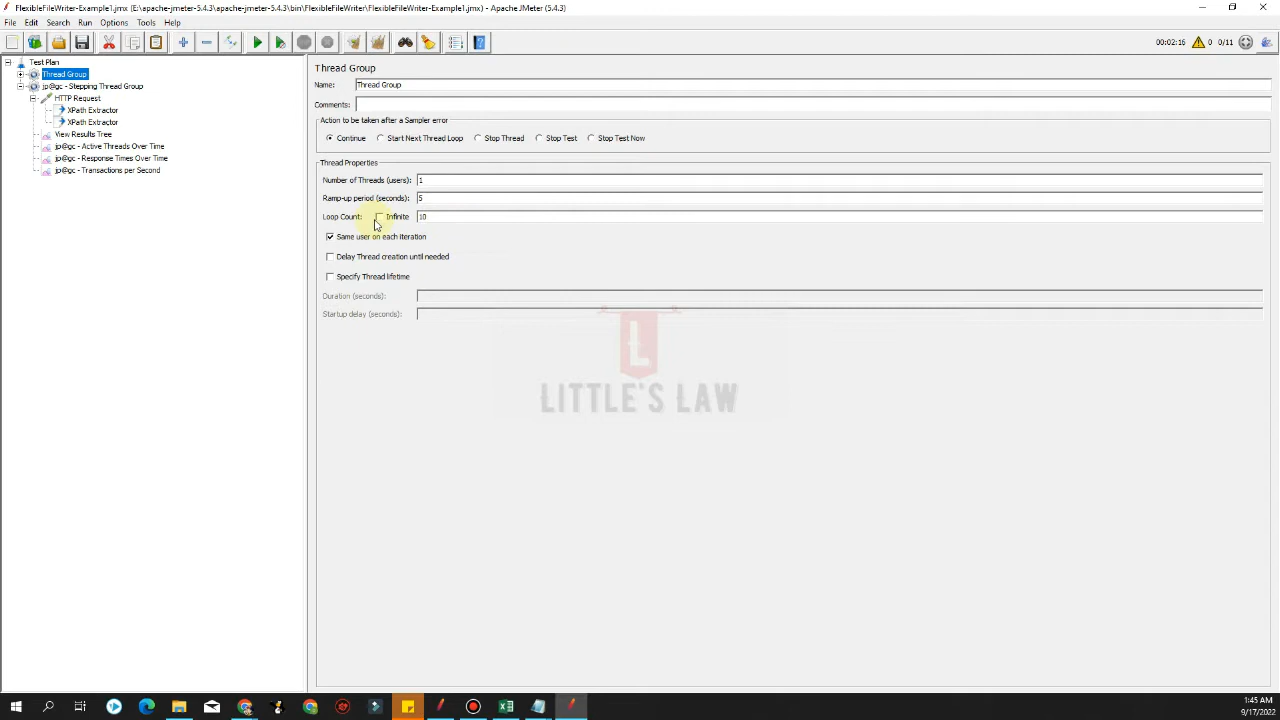 FlexibleFileWriter-Example1.jmx (E:\apache-jmeter-5.4.3\apache-jmeter-5.4.3\bin\FlexibleFileWriter\FlexibleFileWriter-Example1.jmx) - Apache JMeter (5.4.3)
File Edit Search Run Options Tools Help
00:02:16 0 0/11
Test Plan
Thread Group
jp@gc - Stepping Thread Group
HTTP Request
XPath Extractor
XPath Extractor
View Results Tree
jp@gc - Active Threads Over Time
jp@gc - Response Times Over Time
jp@gc - Transactions per Second
Thread Group
Name: Thread Group
Comments:
Action to be taken after a Sampler error
Continue Start Next Thread Loop Stop Thread Stop Test Stop Test Now
Thread Properties
Number of Threads (users): 1
Ramp-up period (seconds): 5
Loop Count: Infinite 10
Same user on each iteration
Delay Thread creation until needed
Specify Thread lifetime
Duration (seconds):
Startup delay (seconds):
L
LITTLE'S LAW
1:45 AM
9/17/2022